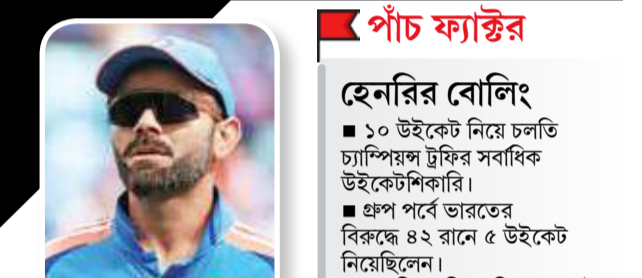 পাঁচ ফ্যাক্টর
হেনরির বোলিং
■ ১০ উইকেট নিয়ে চলতি
চ্যাম্পিয়ন্স ট্রফির সর্বাধিক
উইকেটশিকারি।
■ গ্রুপ পর্বে ভারতের
বিরুদ্ধে ৪২ রানে ৫ উইকেট
নিয়েছিলেন।